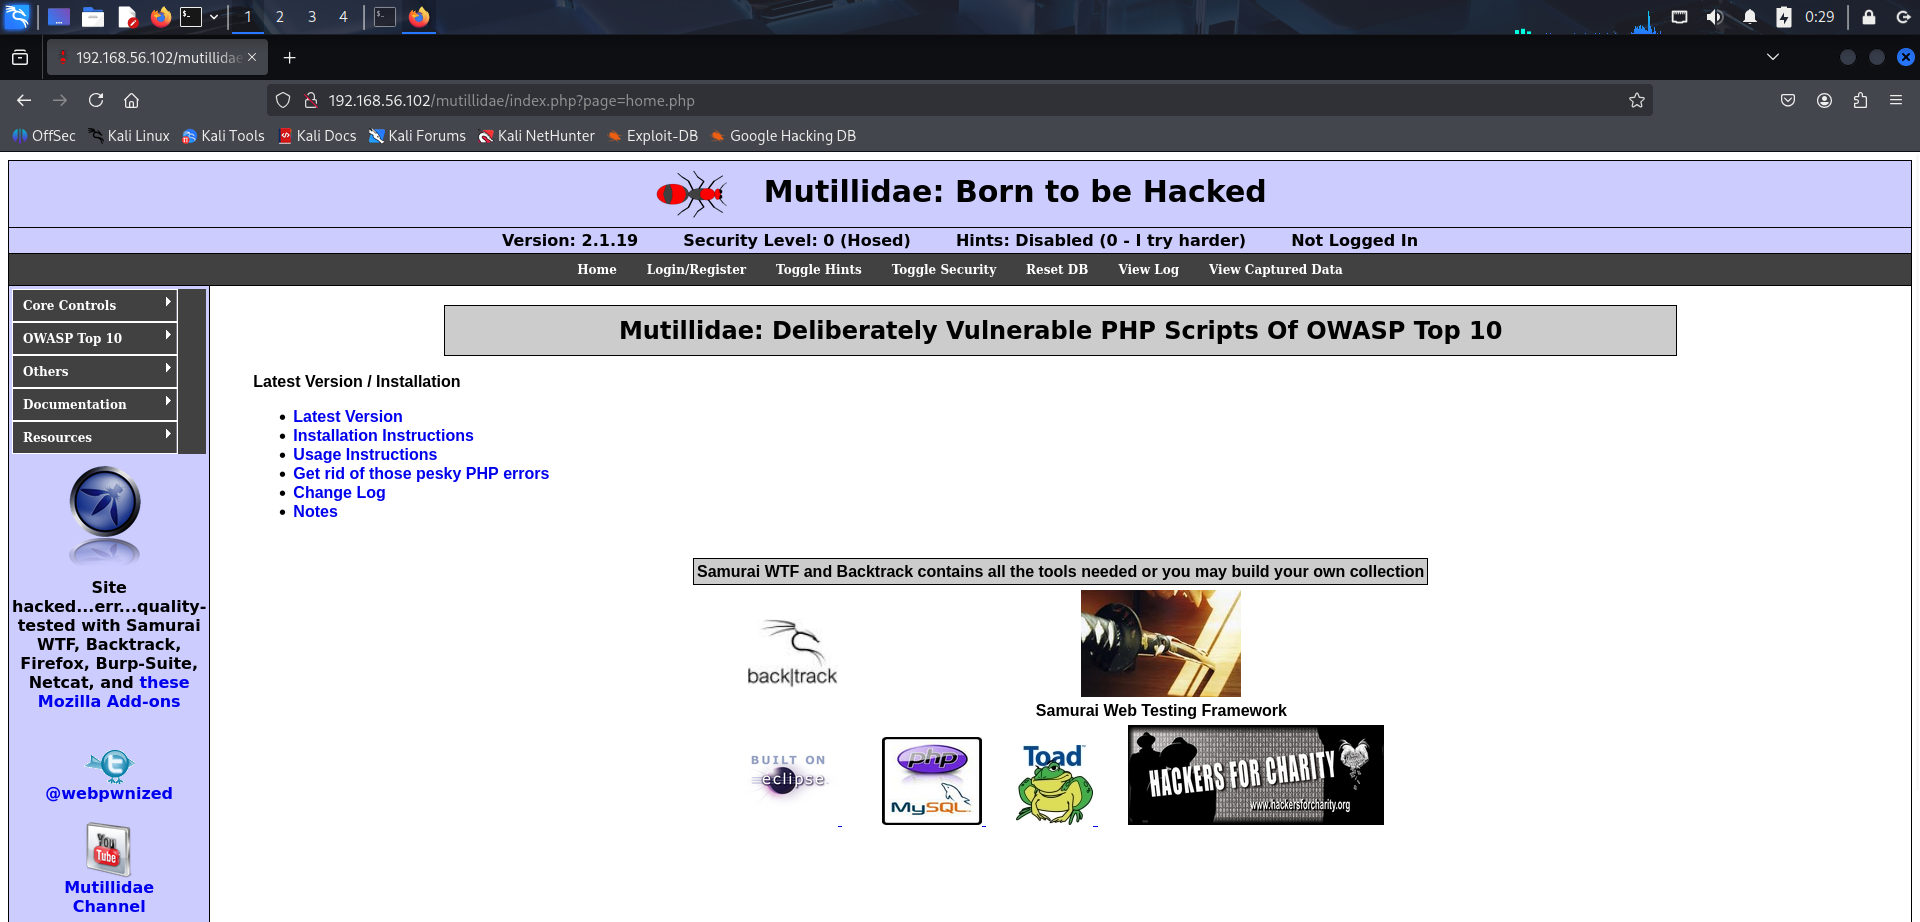 1 2 3 4
0:29
192.168.56.102/mutillidae
192.168.56.102/mutillidae/index.php?page=home.php
OffSec Kali Linux Kali Tools Kali Docs Kali Forums Kali NetHunter Exploit-DB Google Hacking DB
Mutillidae: Born to be Hacked
Version: 2.1.19 Security Level: 0 (Hosed) Hints: Disabled (0 - I try harder) Not Logged In
Home Login/Register Toggle Hints Toggle Security Reset DB View Log View Captured Data
Core Controls
OWASP Top 10
Others
Documentation
Resources
Site
hacked...err...quality-
tested with Samurai
WTF, Backtrack,
Firefox, Burp-Suite,
Netcat, and these
Mozilla Add-ons
@webpwnized
You
Tube
Mutillidae
Channel
Mutillidae: Deliberately Vulnerable PHP Scripts Of OWASP Top 10
Latest Version / Installation
Latest Version
Installation Instructions
Usage Instructions
Get rid of those pesky PHP errors
Change Log
Notes
Samurai WTF and Backtrack contains all the tools needed or you may build your own collection
back|track
Samurai Web Testing Framework
BUILT ON
eclipse
php
MySQL
Toad
HACKERS FOR CHARITY
www.hackersforcharity.org